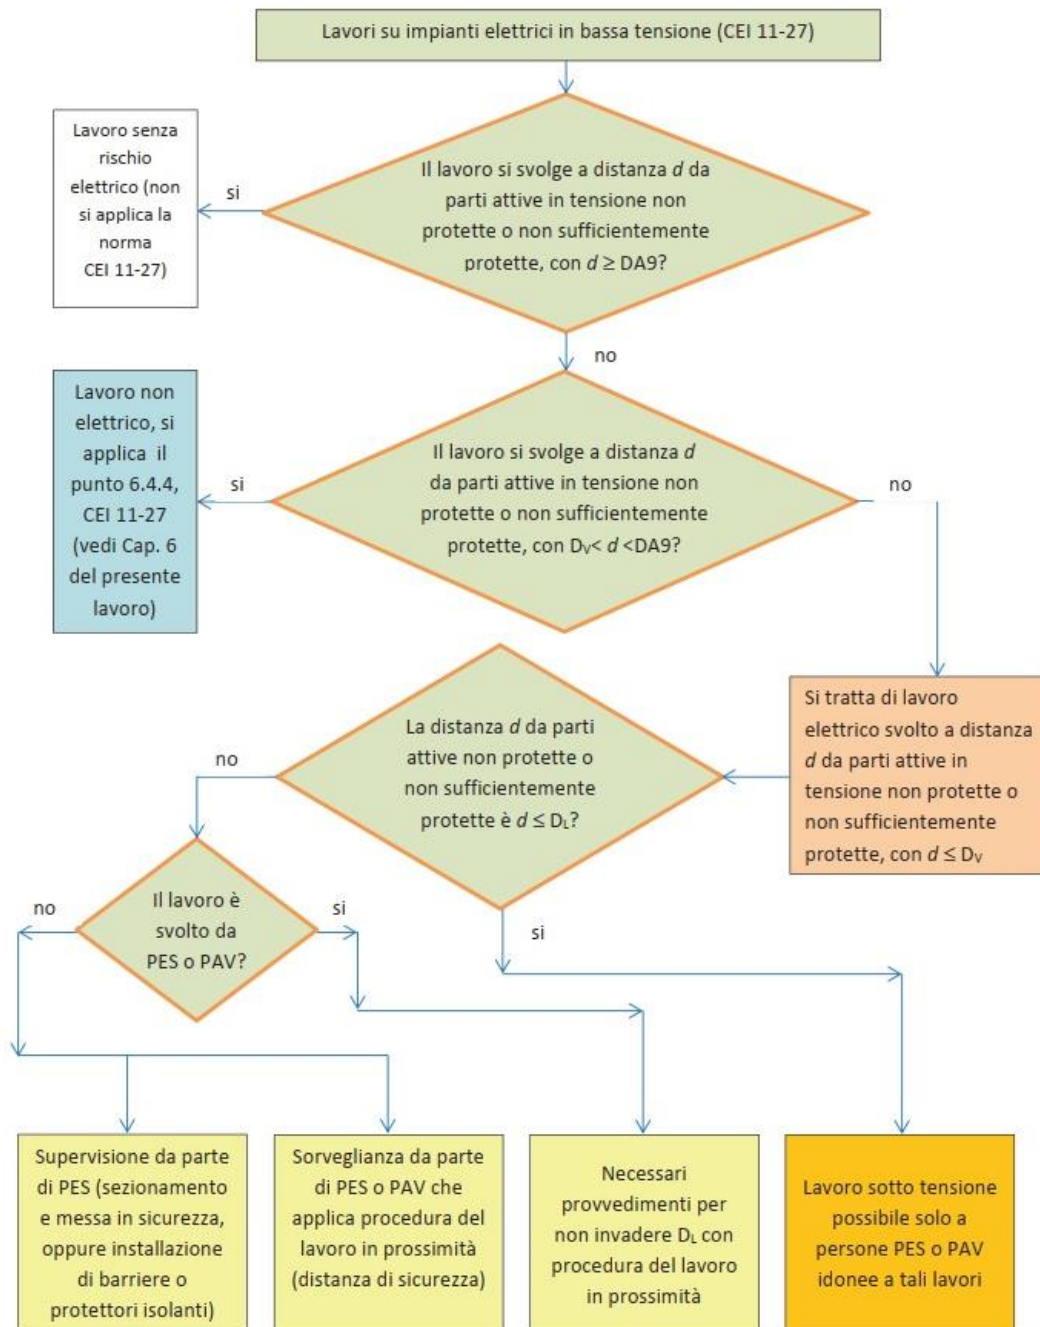 Lavori su impianti elettrici in bassa tensione (CEI 11-27)
Lavoro senza
rischio
elettrico (non
si applica la
norma
CEI 11-27)
si
Il lavoro si svolge a distanza d da
parti attive in tensione non
protette o non sufficientemente
protette, con d ≥ DA9?
no
Lavoro non
elettrico, si
applica il
punto 6.4.4,
CEI 11-27
(vedi Cap. 6
del presente
lavoro)
si
Il lavoro si svolge a distanza d
da parti attive in tensione non
protette o non sufficientemente
protette, con DV< d <DA9?
no
Si tratta di lavoro
elettrico svolto a distanza
d da parti attive in
tensione non protette o
non sufficientemente
protette, con d ≤ DV
La distanza d da parti
attive non protette o
non sufficientemente
protette è d ≤ DL?
no
si
Il lavoro è
svolto da
PES o PAV?
no
si
Supervisione da parte
di PES (sezionamento
e messa in sicurezza,
oppure installazione
di barriere o
protettori isolanti)
Sorveglianza da parte
di PES o PAV che
applica procedura del
lavoro in prossimità
(distanza di sicurezza)
Necessari
provvedimenti per
non invadere DL con
procedura del lavoro
in prossimità
Lavoro sotto tensione
possibile solo a
persone PES o PAV
idonee a tali lavori